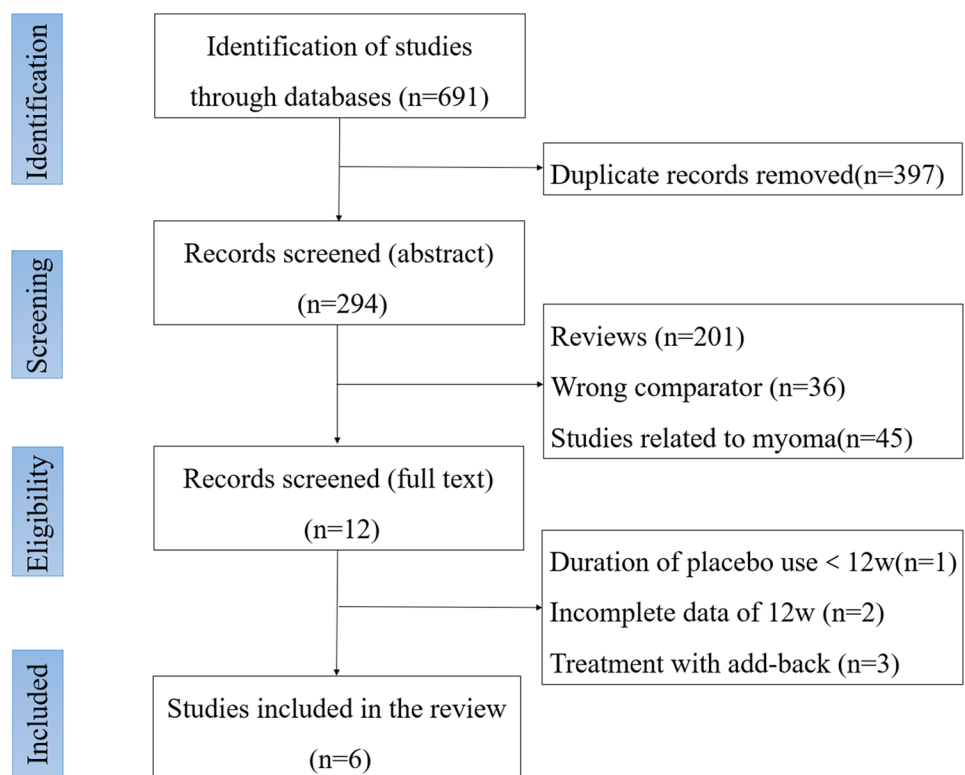 Identification
Identification of studies
through databases (n=691)
Duplicate records removed(n=397)
Screening
Records screened (abstract)
(n=294)
Reviews (n=201)
Wrong comparator (n=36)
Studies related to myoma(n=45)
Eligibility
Records screened (full text)
(n=12)
Duration of placebo use < 12w(n=1)
Incomplete data of 12w (n=2)
Treatment with add-back (n=3)
Included
Studies included in the review
(n=6)